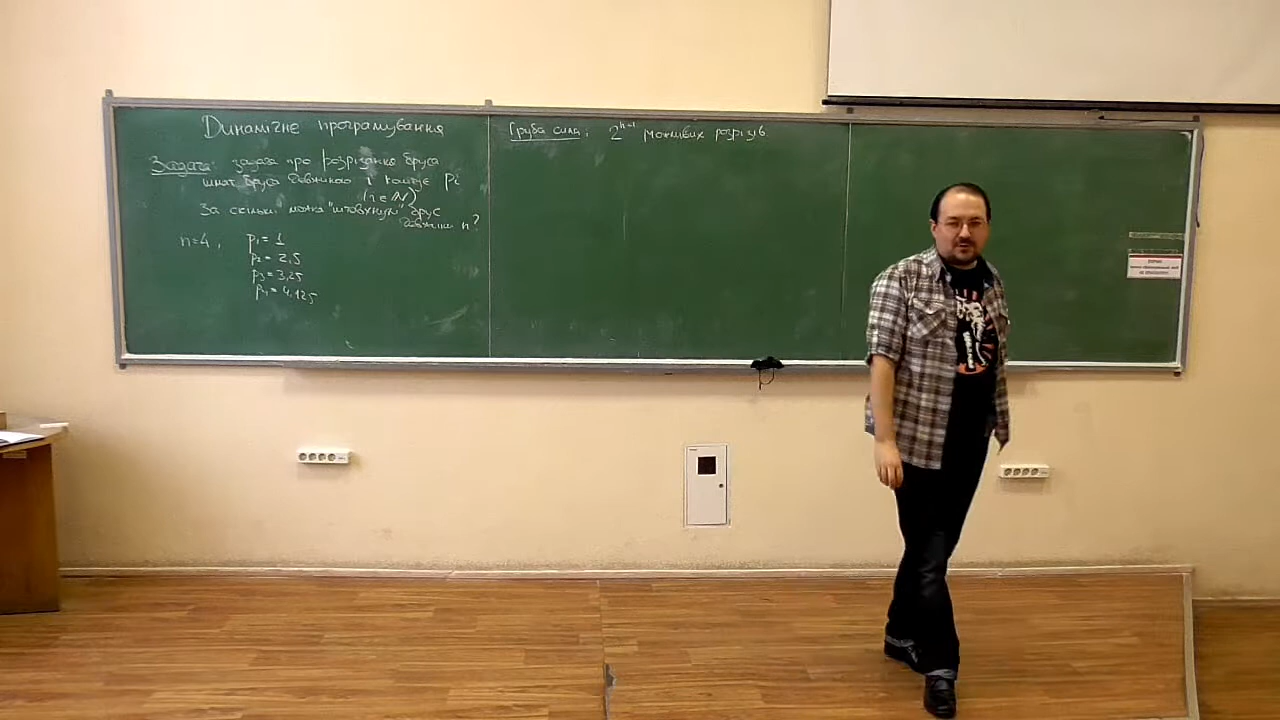 Динамічне програмування
Задача: задача про розрізання бруса
шмат бруса довжиною i коштує Pi
(i ∈ N)
За скільки можна "штовхнути" брус
довжини n?
n=4, P₁= 1
P₂= 2,5
P₃= 3,25
P₄= 4,125
Груба сила: 2ⁿ⁻¹ можливих розрізів